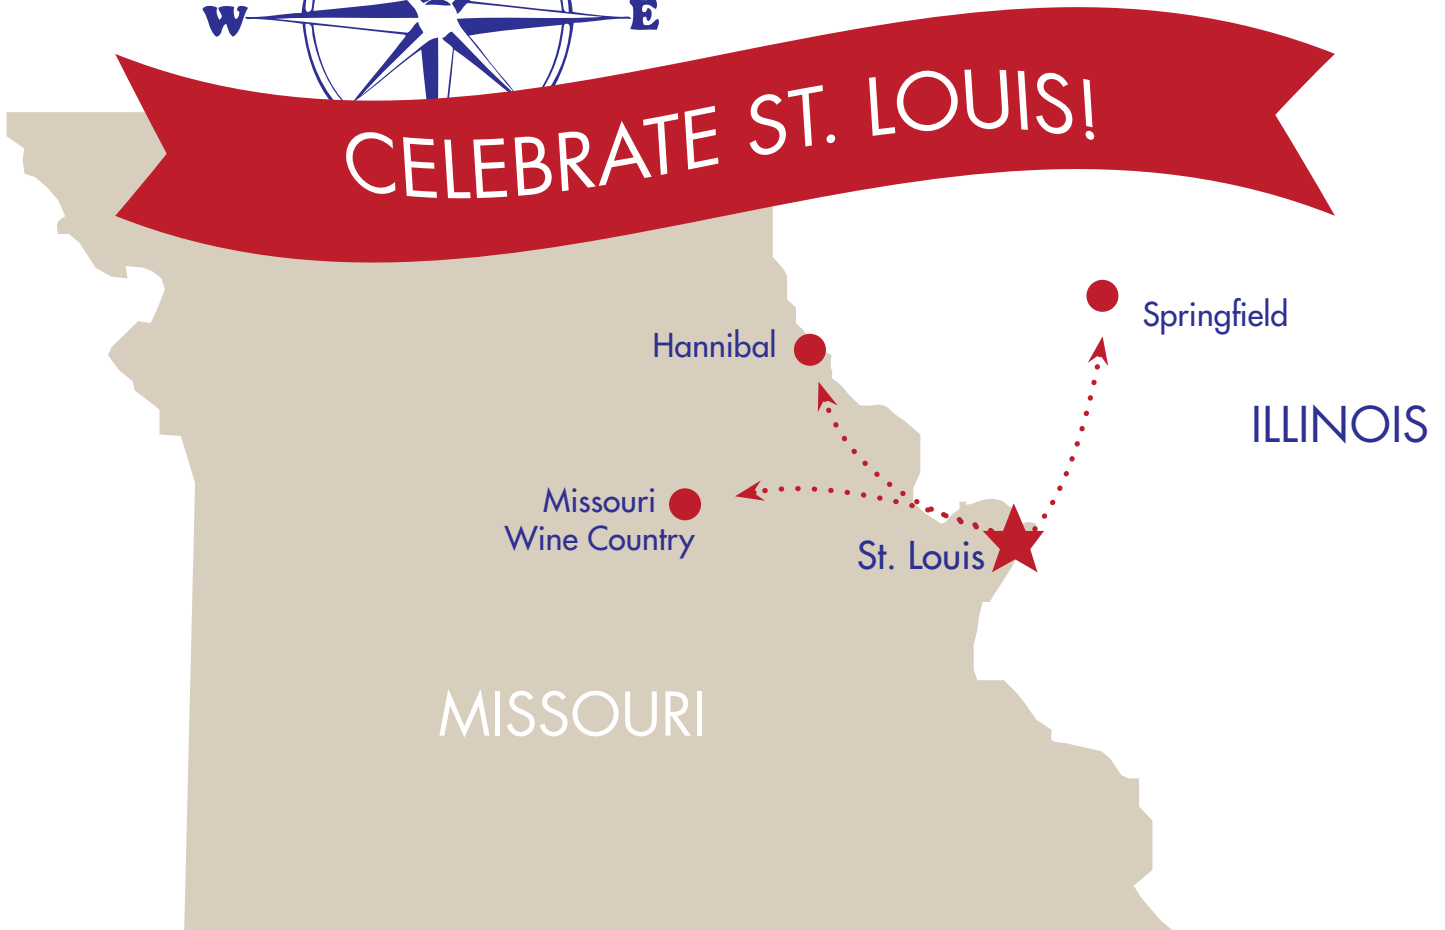 W
E
CELEBRATE ST. LOUIS!
Springfield
Hannibal
ILLINOIS
Missouri
Wine Country
St. Louis
MISSOURI